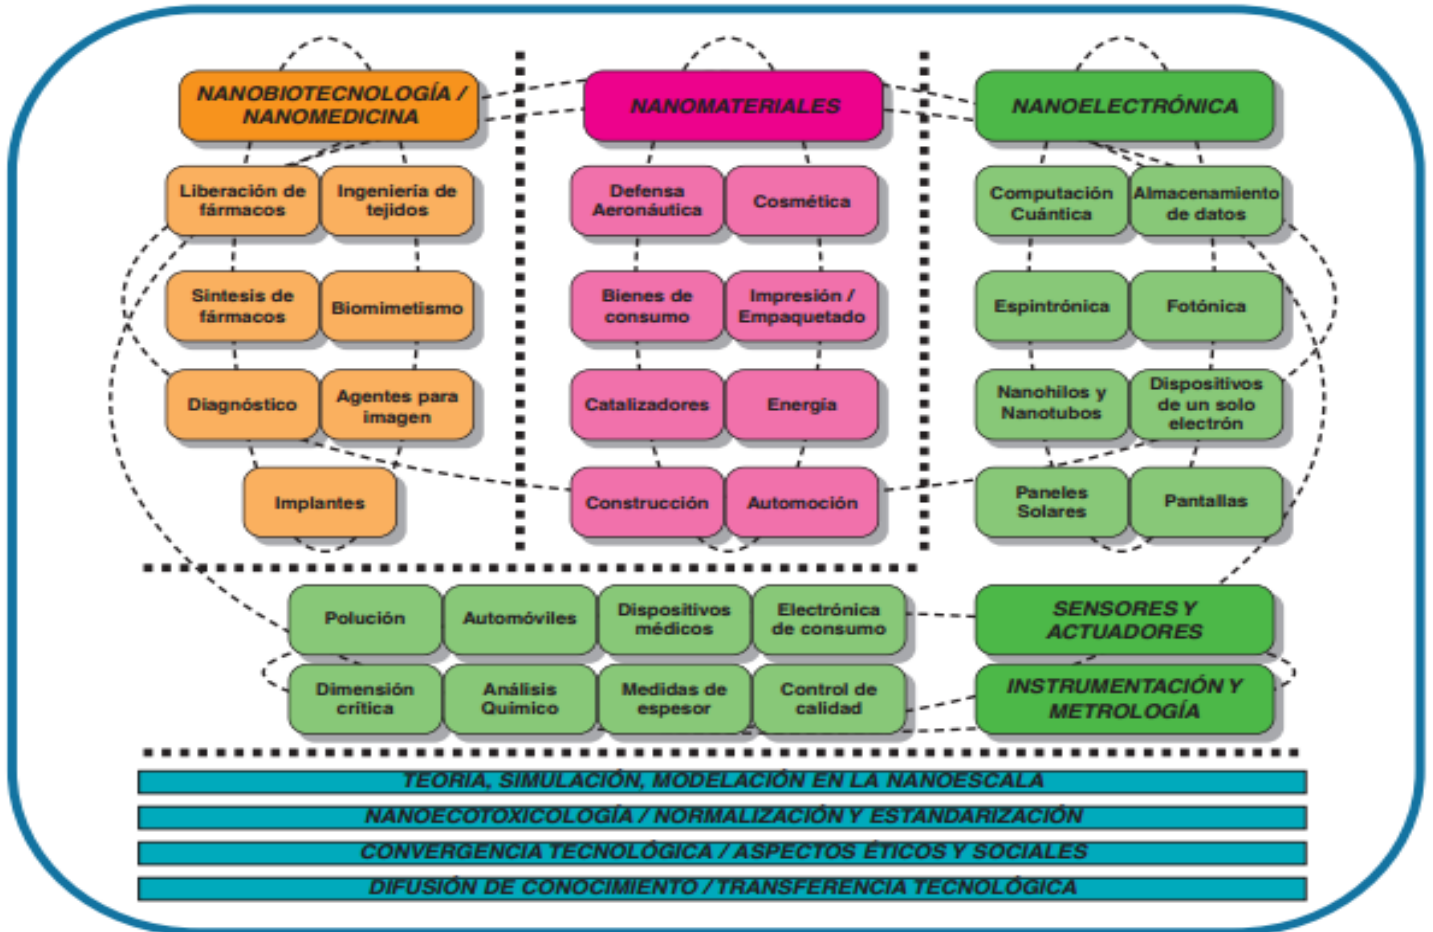 NANOBIOTECNOLOGÍA /
NANOMEDICINA
Liberación de
fármacos
Ingeniería de
tejidos
Síntesis de
fármacos
Biomimetismo
Diagnóstico
Agentes para
imagen
Implantes
NANOMATERIALES
Defensa
Aeronáutica
Cosmética
Bienes de
consumo
Impresión /
Empaquetado
Catalizadores
Energía
Construcción
Automoción
NANOELECTRÓNICA
Computación
Cuántica
Almacenamiento
de datos
Espintrónica
Fotónica
Nanohilos y
Nanotubos
Dispositivos
de un solo
electrón
Paneles
Solares
Pantallas
Polución
Automóviles
Dispositivos
médicos
Electrónica
de consumo
SENSORES Y
ACTUADORES
Dimensión
crítica
Análisis
Químico
Medidas de
espesor
Control de
calidad
INSTRUMENTACIÓN Y
METROLOGÍA
TEORIA, SIMULACIÓN, MODELACIÓN EN LA NANOESCALA
NANOECOTOXICOLOGÍA / NORMALIZACIÓN Y ESTANDARIZACIÓN
CONVERGENCIA TECNOLÓGICA / ASPECTOS ÉTICOS Y SOCIALES
DIFUSIÓN DE CONOCIMIENTO / TRANSFERENCIA TECNOLÓGICA